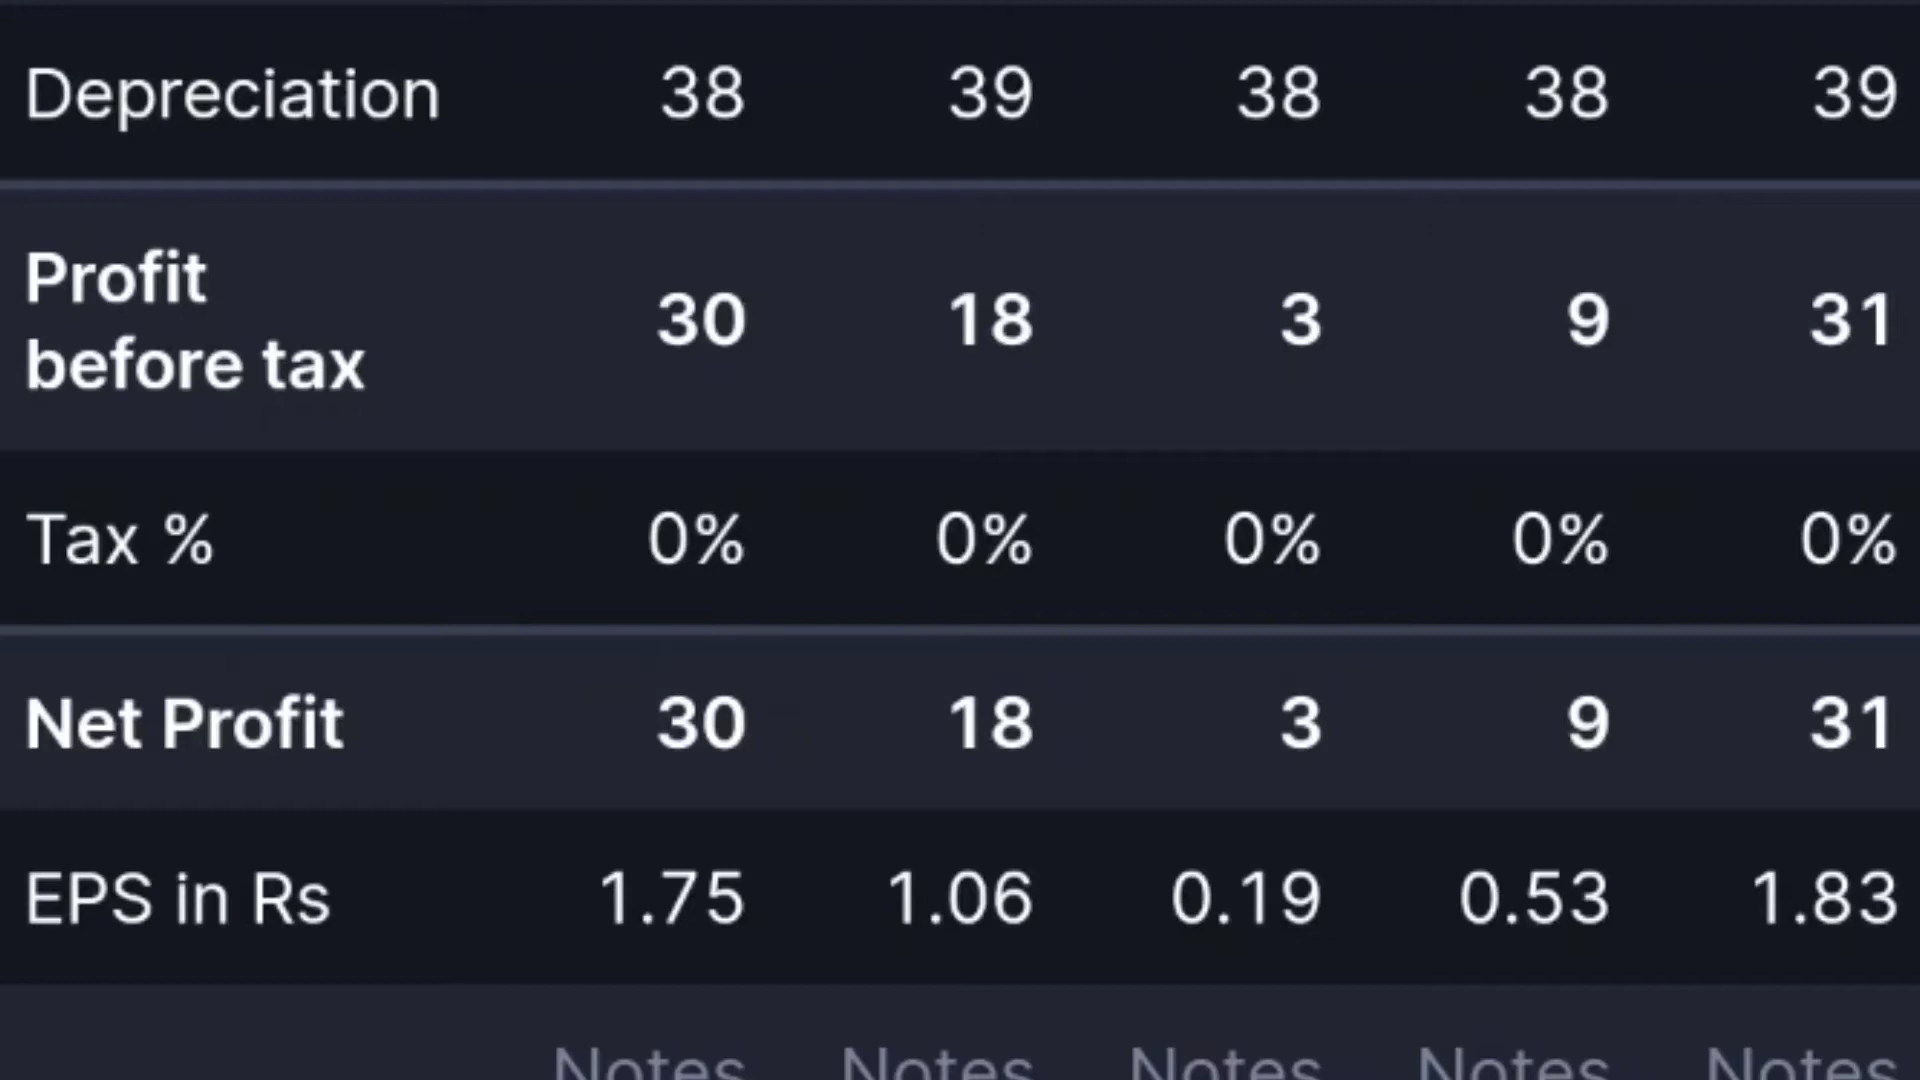 Depreciation 38 39 38 38 39
Profit
before tax 30 18 3 9 31
Tax % 0% 0% 0% 0% 0%
Net Profit 30 18 3 9 31
EPS in Rs 1.75 1.06 0.19 0.53 1.83
Notes Notes Notes Notes Notes